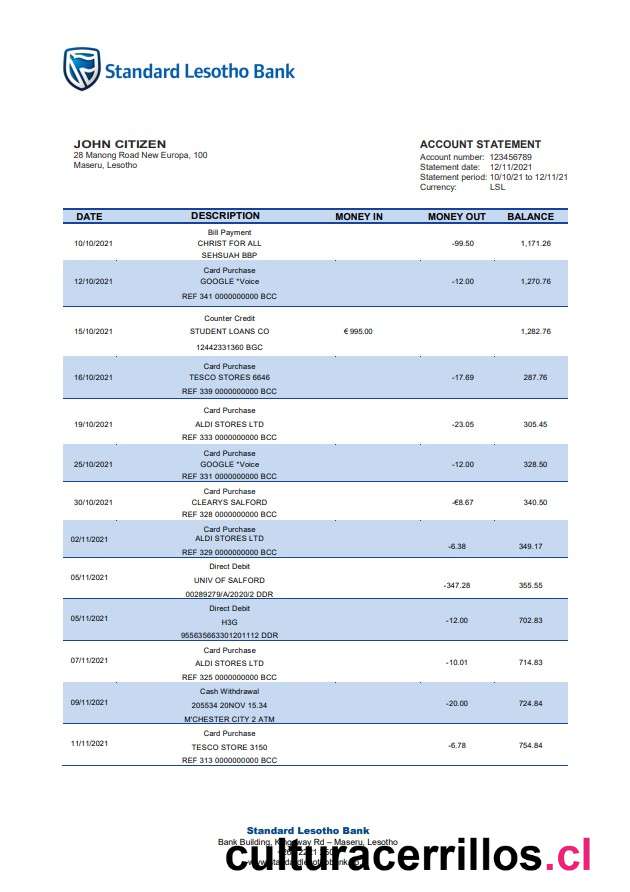 Standard Lesotho Bank
JOHN CITIZEN
28 Manong Road New Europa, 100
Maseru, Lesotho
ACCOUNT STATEMENT
Account number: 123456789
Statement date: 12/11/2021
Statement period: 10/10/21 to 12/11/21
Currency: LSL
DATE DESCRIPTION MONEY IN MONEY OUT BALANCE
Bill Payment
10/10/2021 CHRIST FOR ALL -99.50 1,171.26
SEHSUAH BBP
Card Purchase
12/10/2021 GOOGLE *Voice -12.00 1,270.76
REF 341 0000000000 BCC
Counter Credit
15/10/2021 STUDENT LOANS CO € 995.00 1,282.76
12442331360 BGC
Card Purchase
16/10/2021 TESCO STORES 6646 -17.69 287.76
REF 339 0000000000 BCC
Card Purchase
19/10/2021 ALDI STORES LTD -23.05 305.45
REF 333 0000000000 BCC
Card Purchase
25/10/2021 GOOGLE *Voice -12.00 328.50
REF 331 0000000000 BCC
Card Purchase
30/10/2021 CLEARYS SALFORD -€8.67 340.50
REF 328 0000000000 BCC
Card Purchase
02/11/2021 ALDI STORES LTD -6.38 349.17
REF 329 0000000000 BCC
Direct Debit
05/11/2021 UNIV OF SALFORD -347.28 355.55
00289279/A/2020/2 DDR
Direct Debit
05/11/2021 H3G -12.00 702.83
955635663301201112 DDR
Card Purchase
07/11/2021 ALDI STORES LTD -10.01 714.83
REF 325 0000000000 BCC
Cash Withdrawal
09/11/2021 205534 20NOV 15.34 -20.00 724.84
M'CHESTER CITY 2 ATM
Card Purchase
11/11/2021 TESCO STORE 3150 -6.78 754.84
REF 313 0000000000 BCC
Standard Lesotho Bank
Bank Building, Kingsway Rd – Maseru, Lesotho
culturacerrillos.cl